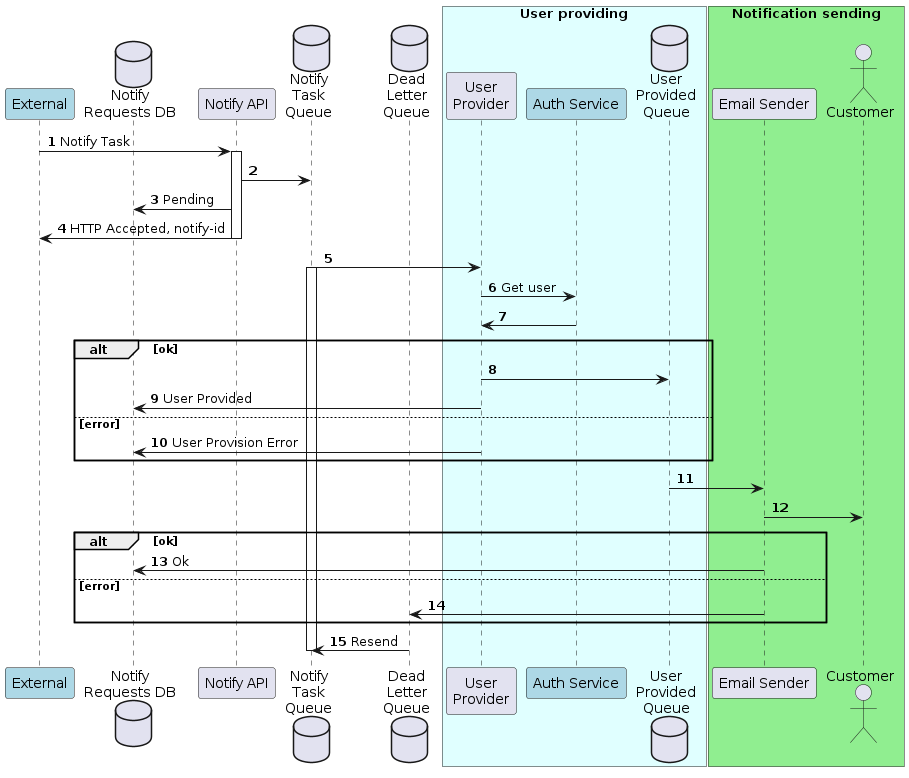 User providing
Notification sending
External
Notify
Requests DB
Notify API
Notify
Task
Queue
Dead
Letter
Queue
User
Provider
Auth Service
User
Provided
Queue
Email Sender
Customer
1 Notify Task
2
3 Pending
4 HTTP Accepted, notify-id
5
6 Get user
7
alt [ok]
8
9 User Provided
[error]
10 User Provision Error
11
12
alt [ok]
13 Ok
[error]
14
15 Resend
External
Notify
Requests DB
Notify API
Notify
Task
Queue
Dead
Letter
Queue
User
Provider
Auth Service
User
Provided
Queue
Email Sender
Customer